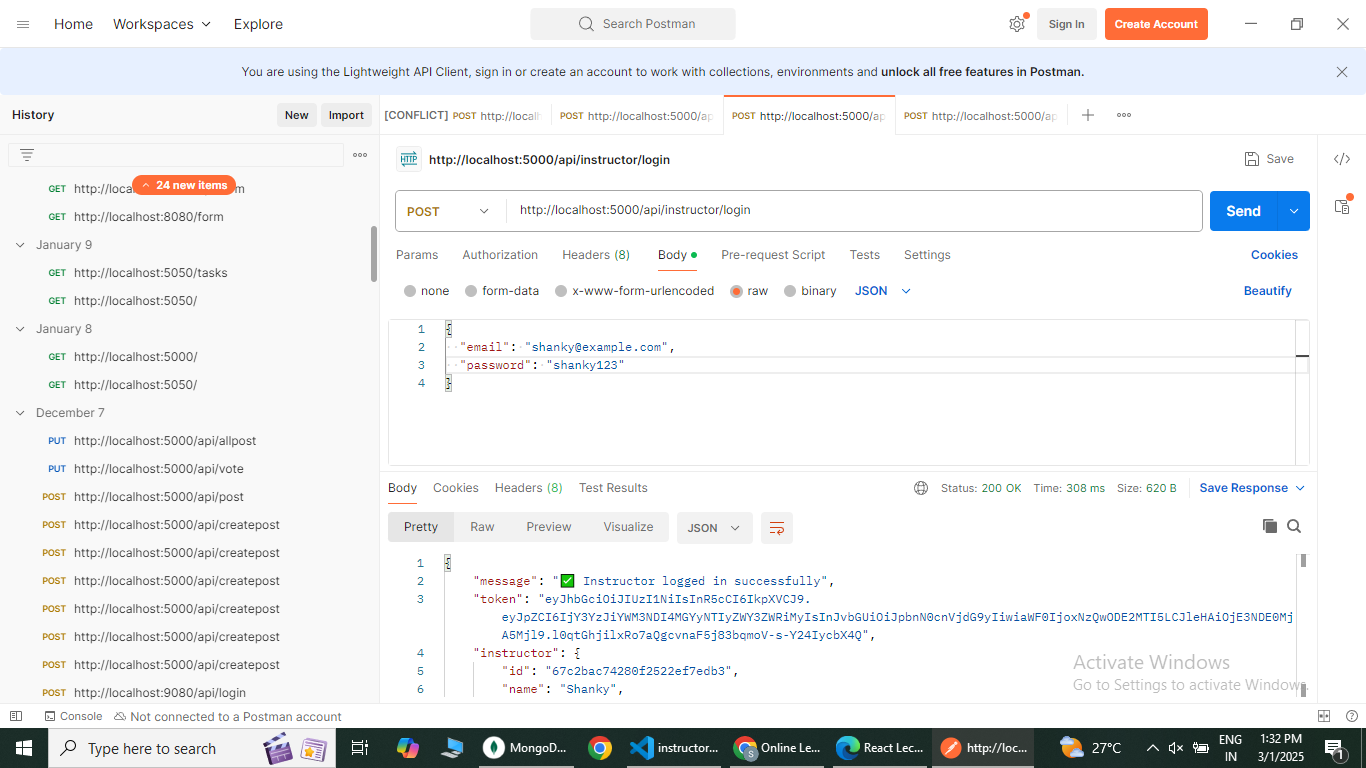 Home Workspaces Explore Search Postman Sign In Create Account
You are using the Lightweight API Client, sign in or create an account to work with collections, environments and unlock all free features in Postman.
History New Import
[CONFLICT] POST http://local
POST http://localhost:5000/ap
POST http://localhost:5000/ap
POST http://localhost:5000/ap
GET http://loca m
24 new items
GET http://localhost:8080/form
January 9
GET http://localhost:5050/tasks
GET http://localhost:5050/
January 8
GET http://localhost:5000/
GET http://localhost:5050/
December 7
PUT http://localhost:5000/api/allpost
PUT http://localhost:5000/api/vote
POST http://localhost:5000/api/post
POST http://localhost:5000/api/createpost
POST http://localhost:5000/api/createpost
POST http://localhost:5000/api/createpost
POST http://localhost:5000/api/createpost
POST http://localhost:5000/api/createpost
POST http://localhost:5000/api/createpost
POST http://localhost:9080/api/login
HTTP http://localhost:5000/api/instructor/login Save
POST http://localhost:5000/api/instructor/login Send
Params Authorization Headers (8) Body Pre-request Script Tests Settings Cookies
none form-data x-www-form-urlencoded raw binary JSON Beautify
1 {
2 "email": "shanky@example.com",
3 "password": "shanky123"
4 }
Body Cookies Headers (8) Test Results Status: 200 OK Time: 308 ms Size: 620 B Save Response
Pretty Raw Preview Visualize JSON
1 {
2 "message": "✅ Instructor logged in successfully",
3 "token": "eyJhbGciOiJIUzI1NiIsInR5cCI6IkpXVCJ9.
eyJpZCI6IjY3YzJiYWM3NDI4MGYyNTIyZWY3ZWRiMyIsInJvbGUiOiJpbnN0cnVjdG9yIiwiaWF0IjoxNzQwODE2MTI5LCJleHAiOjE3NDE0Mj
A5Mjl9.l0qtGhjilxRo7aQgcvnaF5j83bqmoV-s-Y24IycbX4Q",
4 "instructor": {
5 "id": "67c2bac74280f2522ef7edb3",
6 "name": "Shanky",
Activate Windows
Go to Settings to activate Windows.
Console Not connected to a Postman account
Type here to search MongoD... instructor... Online Le... React Lec... http://loc... 27°C ENG IN 1:32 PM 3/1/2025 1